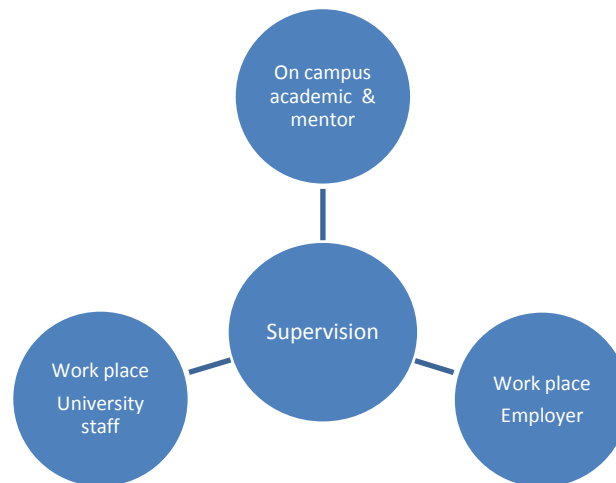 On campus
academic & 
mentor
Supervision
Work place
University
staff
Work place
Employer